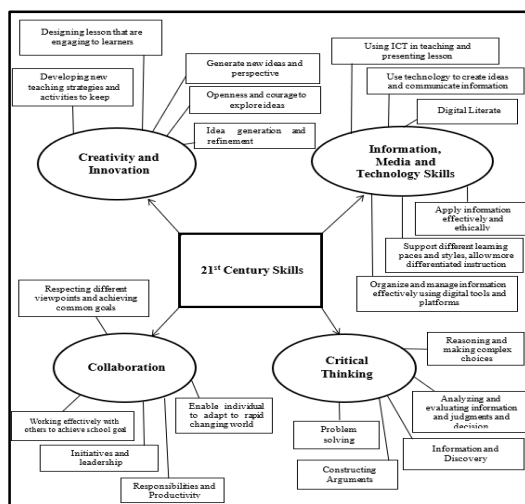 Designing lesson that are
engaging to learners
Developing new
teaching strategies and
activities to keep
Generate new ideas and
perspective
Openness and courage to
explore ideas
Idea generation and
refinement
Creativity and
Innovation
Using ICT in teaching and
presenting lesson
Use technology to create ideas
and communicate information
Digital Literate
Information,
Media and
Technology Skills
Apply information
effectively and
ethically
Support different learning
paces and styles, allow more
differentiated instruction
Organize and manage information
effectively using digital tools and
platforms
21st Century Skills
Respecting different
viewpoints and achieving
common goals
Collaboration
Working effectively with
others to achieve school goal
Initiatives and
leadership
Responsibilities and
Productivity
Enable individual
to adapt to rapid
changing world
Critical
Thinking
Reasoning and
making complex
choices
Analyzing and
evaluating information
and judgments and
decision
Information and
Discovery
Problem
solving
Constructing
Arguments